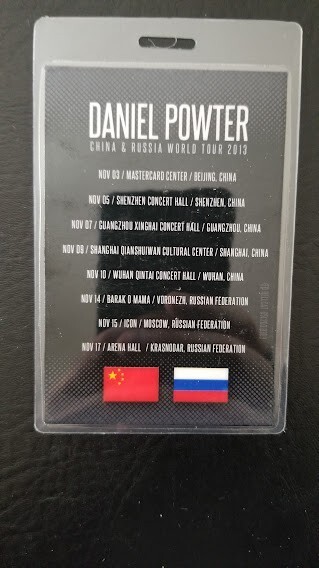 DANIEL POWTER
CHINA & RUSSIA WORLD TOUR 2013
NOV 03 / MASTERCARD CENTER / BEIJING, CHINA
NOV 05 / SHENZHEN CONCERT HALL / SHENZHEN, CHINA
NOV 07 / GUANGZHOU XINGHAI CONCERT HALL / GUANGZHOU, CHINA
NOV 09 / SHANGHAI QIANSHUIWAN CULTURAL CENTER / SHANGHAI, CHINA
NOV 10 / WUHAN QINTAI CONCERT HALL / WUHAN, CHINA
NOV 14 / BARAK O MAMA / VORONEZH, RUSSIAN FEDERATION
NOV 15 / ICON / MOSCOW, RUSSIAN FEDERATION
NOV 17 / ARENA HALL / KRASNODAR, RUSSIAN FEDERATION